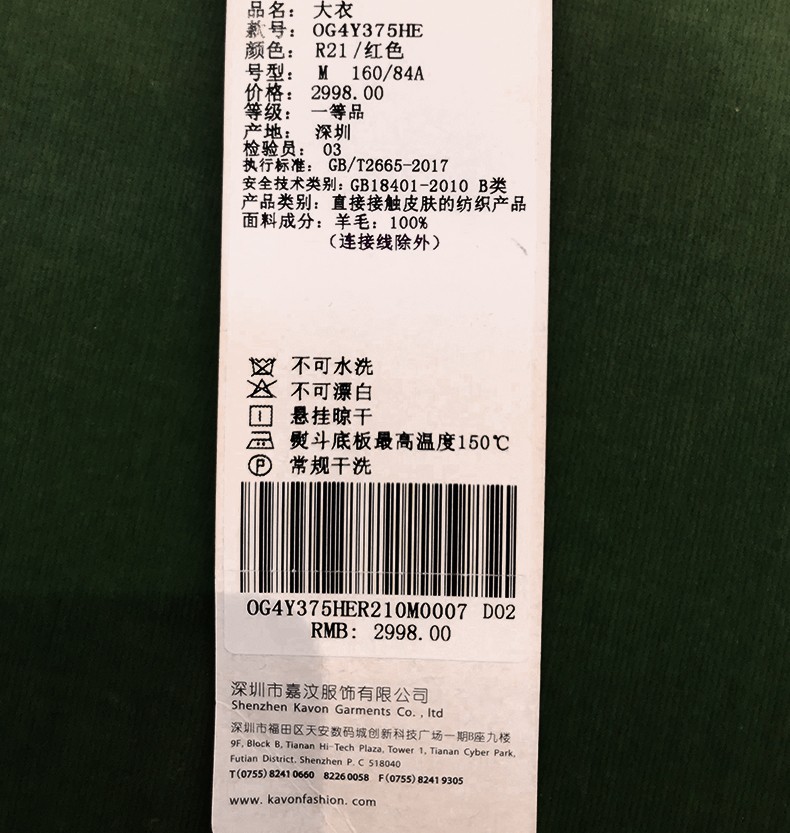 品名: 大衣
款号: OG4Y375HE
颜色: R21/红色
号型: M 160/84A
价格: 2998.00
等级: 一等品
产地: 深圳
检验员: 03
执行标准: GB/T2665-2017
安全技术类别: GB18401-2010 B类
产品类别: 直接接触皮肤的纺织产品
面料成分: 羊毛: 100%
(连接线除外)
不可水洗
不可漂白
悬挂晾干
熨斗底板最高温度150℃
P 常规干洗
OG4Y375HER210M0007 D02
RMB: 2998.00
深圳市嘉汶服饰有限公司
Shenzhen Kavon Garments Co. , ltd
深圳市福田区天安数码城创新科技广场一期B座九楼
9F, Block B, Tianan Hi-Tech Plaza, Tower 1, Tianan Cyber Park,
Futian District. Shenzhen P. C 518040
T(0755)8241 0660 8226 0058 F(0755)8241 9305
www. kavonfashion. com